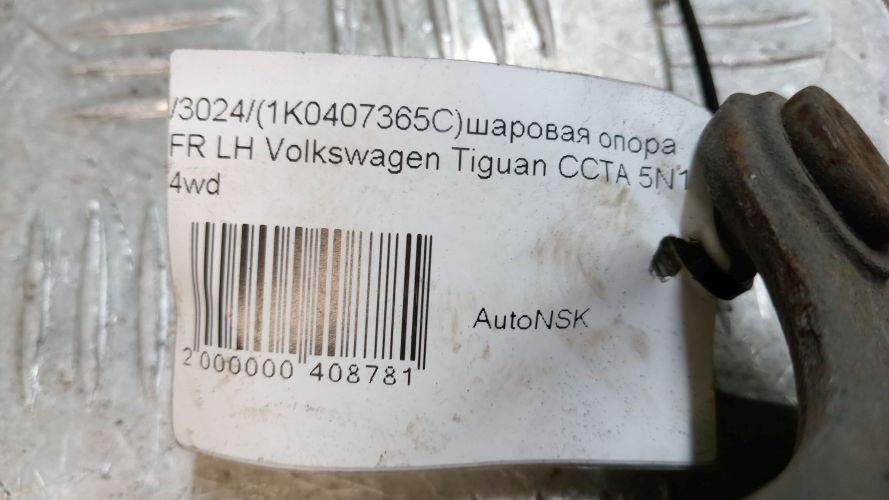 /3024/(1K0407365C)шаровая опора
FR LH Volkswagen Tiguan CCTA 5N1
4wd
AutoNSK
2 000000 408781